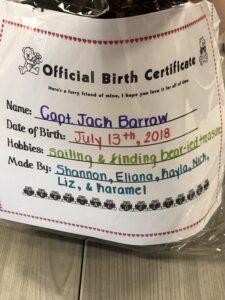 Official Birth Certificate
Here's a furry friend of mine, I hope you love it for all of time.
Name: Capt. Jack Barrow
Date of Birth: July 13th, 2018
Hobbies: Sailing & finding bear-ied treasure
Made By: Shannon, Eliana, Kayla, Nich,
Liz, & Karamel